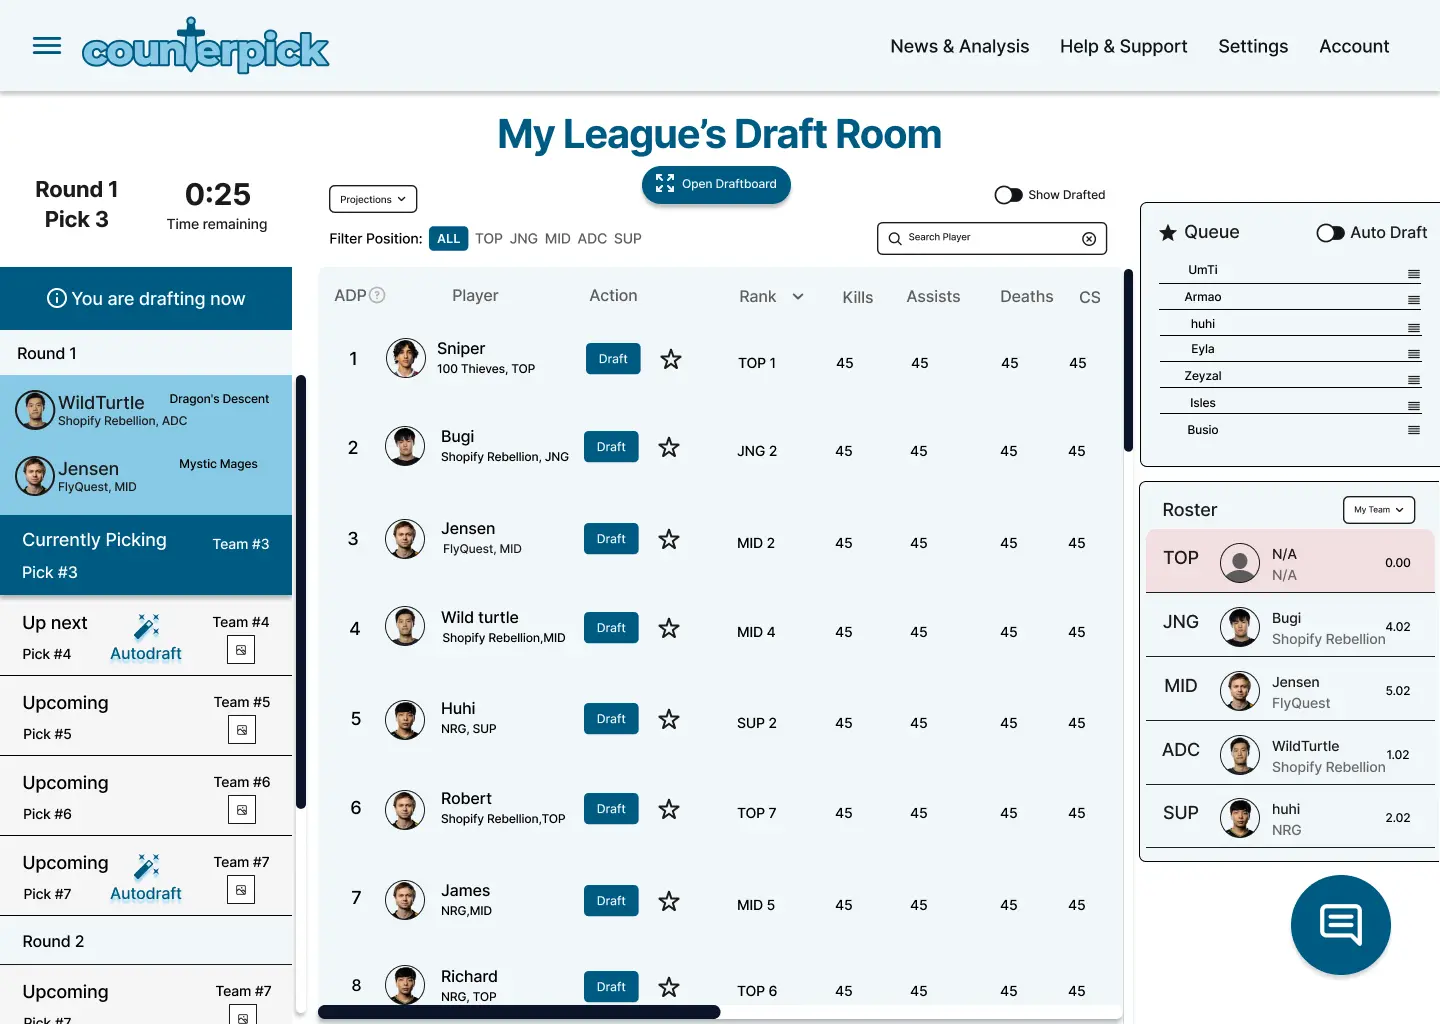 counterpick
News & Analysis Help & Support Settings Account
My League's Draft Room
Open Draftboard
Round 1
Pick 3
0:25
Time remaining
Projections
Show Drafted
Filter Position: ALL TOP JNG MID ADC SUP
Search Player
You are drafting now
Round 1
WildTurtle Dragon's Descent
Shopify Rebellion, ADC
Jensen Mystic Mages
FlyQuest, MID
Currently Picking Team #3
Pick #3
Up next Team #4
Pick #4 Autodraft
Upcoming Team #5
Pick #5
Upcoming Team #6
Pick #6
Upcoming Team #7
Pick #7 Autodraft
Round 2
Upcoming Team #7
Pick #7
ADP ? Player Action Rank Kills Assists Deaths CS
1 Sniper Draft TOP 1 45 45 45 45
100 Thieves, TOP
2 Bugi Draft JNG 2 45 45 45 45
Shopify Rebellion, JNG
3 Jensen Draft MID 2 45 45 45 45
FlyQuest, MID
4 Wild turtle Draft MID 4 45 45 45 45
Shopify Rebellion,MID
5 Huhi Draft SUP 2 45 45 45 45
NRG, SUP
6 Robert Draft TOP 7 45 45 45 45
Shopify Rebellion,TOP
7 James Draft MID 5 45 45 45 45
NRG,MID
8 Richard Draft TOP 6 45 45 45 45
NRG, TOP
Queue Auto Draft
UmTi
Armao
huhi
Eyla
Zeyzal
Isles
Busio
Roster My Team
TOP N/A 0.00
N/A
JNG Bugi 4.02
Shopify Rebellion
MID Jensen 5.02
FlyQuest
ADC WildTurtle 1.02
Shopify Rebellion
SUP huhi 2.02
NRG